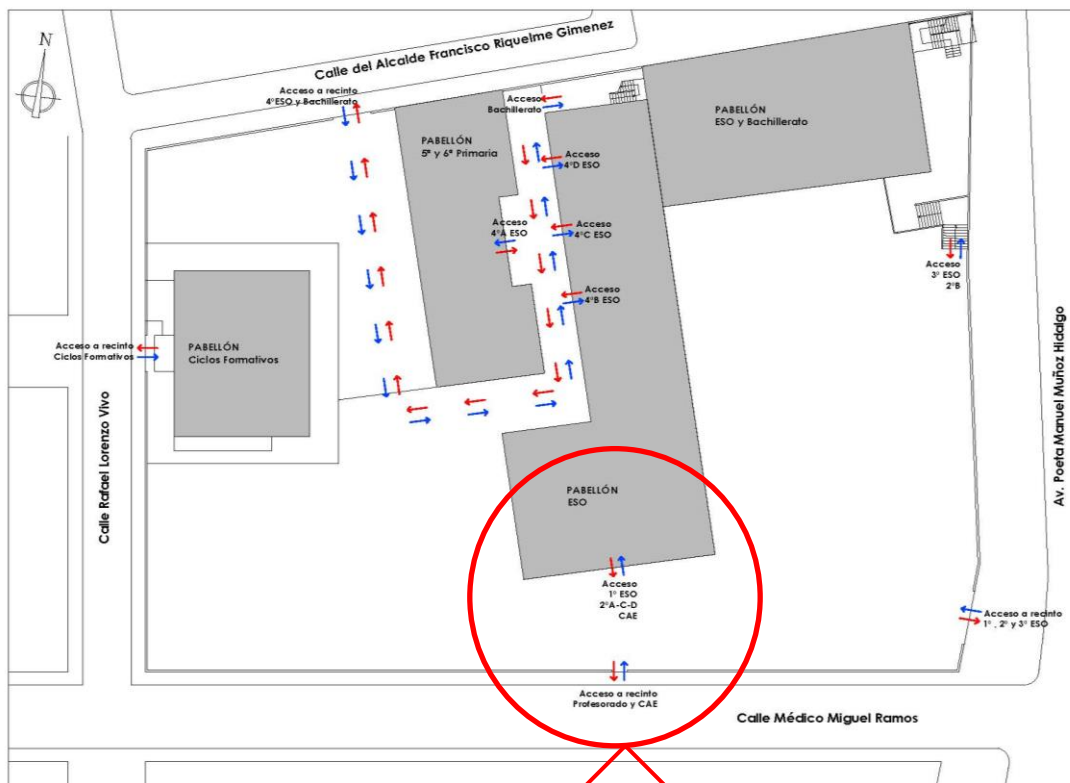 N
Calle del Alcalde Francisco Riquelme Gimenez
Acceso a recinto
4ºESO y Bachillerato
Acceso
Bachillerato
PABELLÓN
ESO y Bachillerato
PABELLÓN
5ª y 6ª Primaria
Acceso
4ºD ESO
Acceso
4ºA ESO
Acceso
4ºC ESO
Acceso
3º ESO
2ºB
Acceso
4ºB ESO
Acceso a recinto
Ciclos Formativos
PABELLÓN
Ciclos Formativos
Calle Rafael Lorenzo Vivo
Av. Poeta Manuel Muñoz Hidalgo
PABELLÓN
ESO
Acceso
1º ESO
2ºA-C-D
CAE
Acceso a recinto
1º , 2º y 3º ESO
Acceso a recinto
Profesorado y CAE
Calle Médico Miguel Ramos